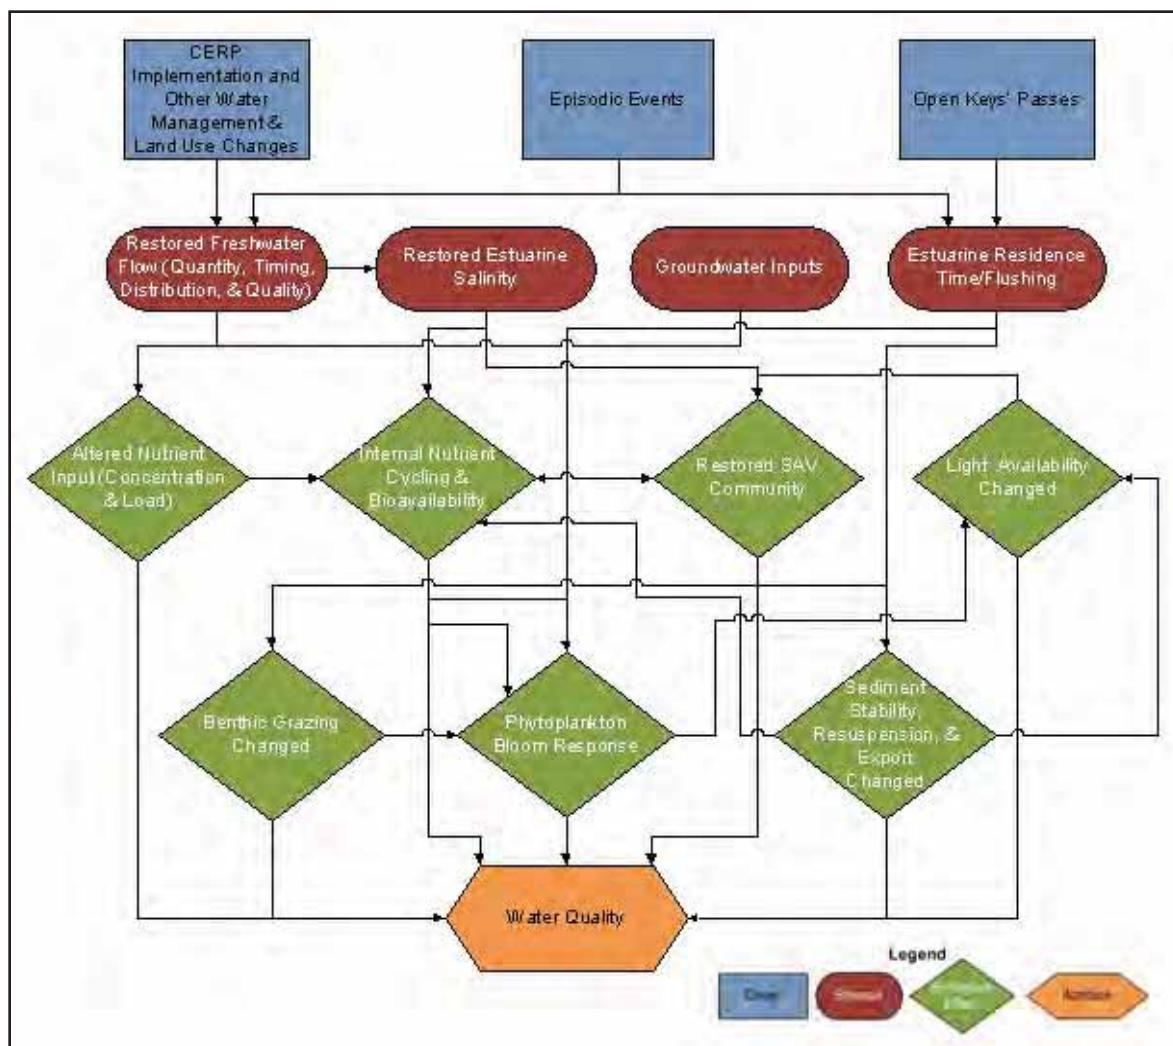 CERP
Implementation and
Other Water
Management &
Land Use Changes
Episodic Events
Open Keys' Passes
Restored Freshwater
Flow (Quantity, Timing,
Distribution, & Quality)
Restored Estuarine
Salinity
Groundwater Inputs
Estuarine Residence
Time/Flushing
Altered Nutrient
Input (Concentration
& Load)
Internal Nutrient
Cycling &
Bioavailability
Restored SAV
Community
Light Availability
Changed
Benthic Grazing
Changed
Phytoplankton
Bloom Response
Sediment
Stability,
Resuspension, &
Export
Changed
Water Quality
Legend